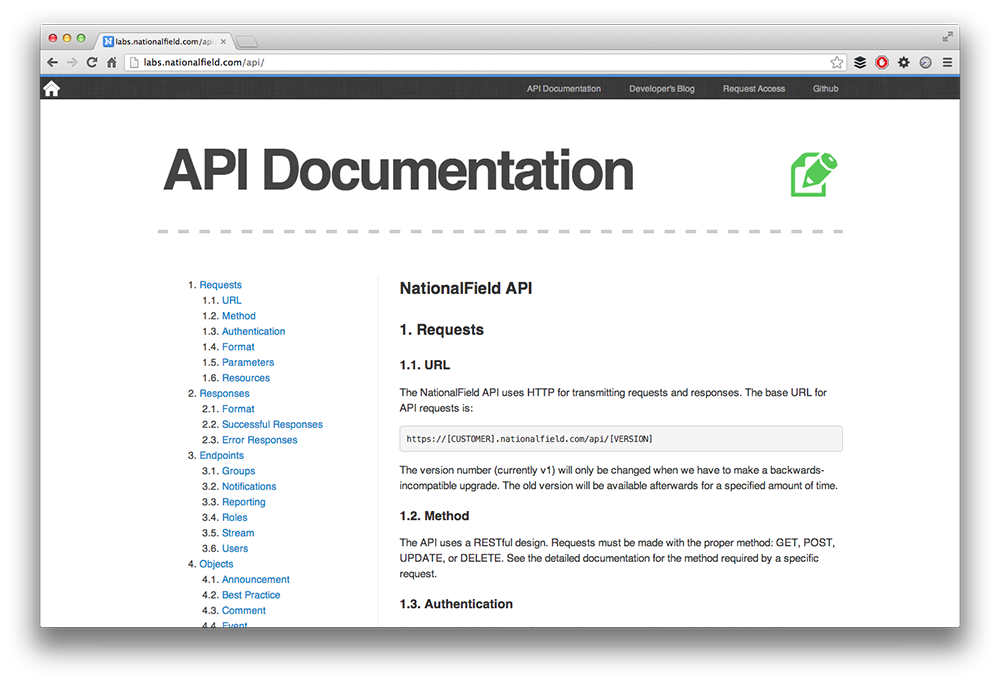 labs.nationalfield.com/api
labs.nationalfield.com/api/
API Documentation Developer's Blog Request Access Github
API Documentation
1. Requests
1.1. URL
1.2. Method
1.3. Authentication
1.4. Format
1.5. Parameters
1.6. Resources
2. Responses
2.1. Format
2.2. Successful Responses
2.3. Error Responses
3. Endpoints
3.1. Groups
3.2. Notifications
3.3. Reporting
3.4. Roles
3.5. Stream
3.6. Users
4. Objects
4.1. Announcement
4.2. Best Practice
4.3. Comment
4.4. Event
NationalField API
1. Requests
1.1. URL
The NationalField API uses HTTP for transmitting requests and responses. The base URL for
API requests is:
https://[CUSTOMER].nationalfield.com/api/[VERSION]
The version number (currently v1) will only be changed when we have to make a backwards-
incompatible upgrade. The old version will be available afterwards for a specified amount of time.
1.2. Method
The API uses a RESTful design. Requests must be made with the proper method: GET, POST,
UPDATE, or DELETE. See the detailed documentation for the method required by a specific
request.
1.3. Authentication